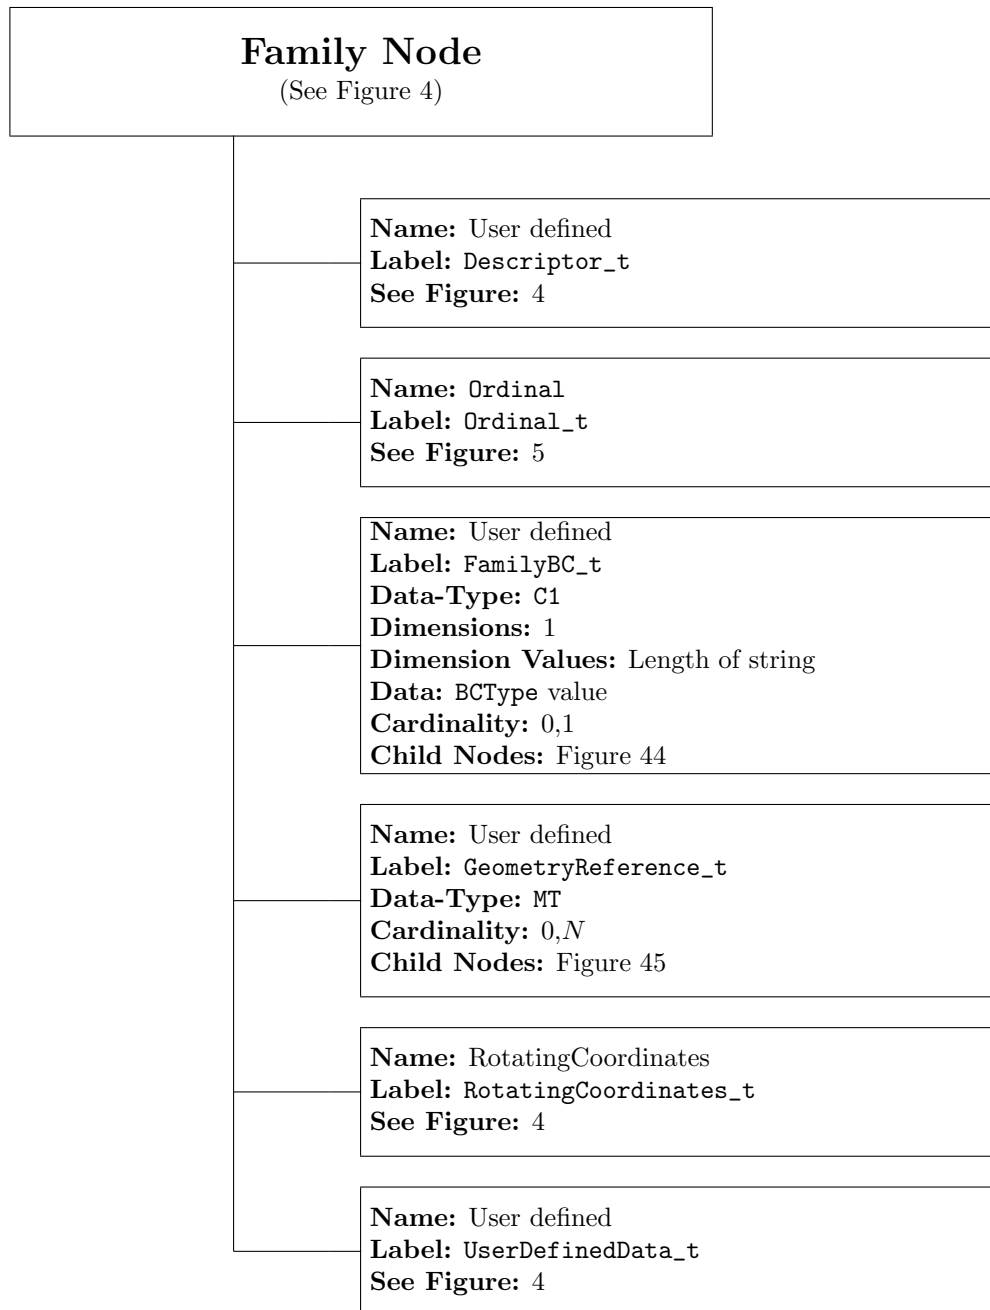 Family Node
(See Figure 4)
Name: User defined
Label: Descriptor_t
See Figure: 4
Name: Ordinal
Label: Ordinal_t
See Figure: 5
Name: User defined
Label: FamilyBC_t
Data-Type: C1
Dimensions: 1
Dimension Values: Length of string
Data: BCType value
Cardinality: 0,1
Child Nodes: Figure 44
Name: User defined
Label: GeometryReference_t
Data-Type: MT
Cardinality: 0,N
Child Nodes: Figure 45
Name: RotatingCoordinates
Label: RotatingCoordinates_t
See Figure: 4
Name: User defined
Label: UserDefinedData_t
See Figure: 4